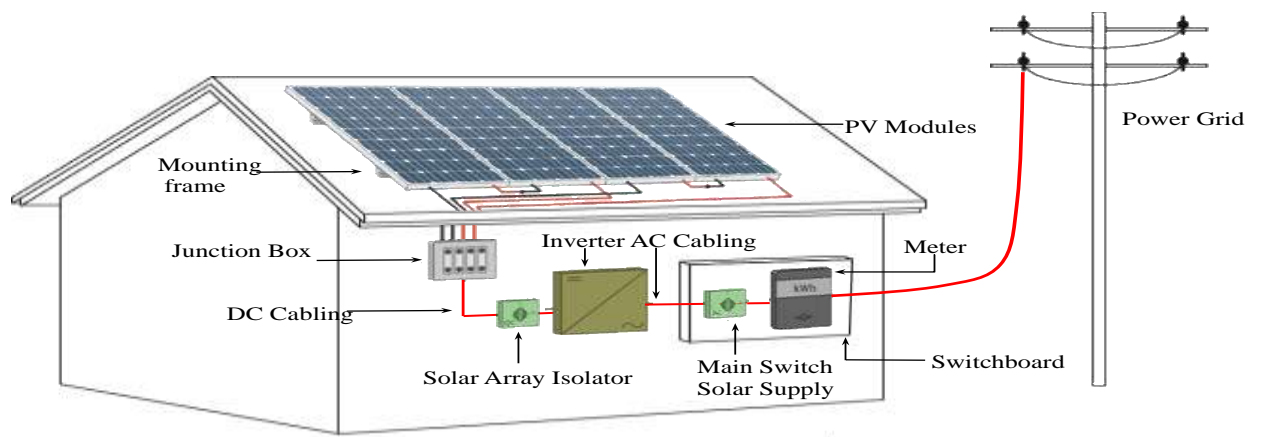 PV Modules
Power Grid
Mounting
frame
Junction Box
Inverter AC Cabling
Meter
kWh
DC Cabling
Solar Array Isolator
Main Switch
Solar Supply
Switchboard